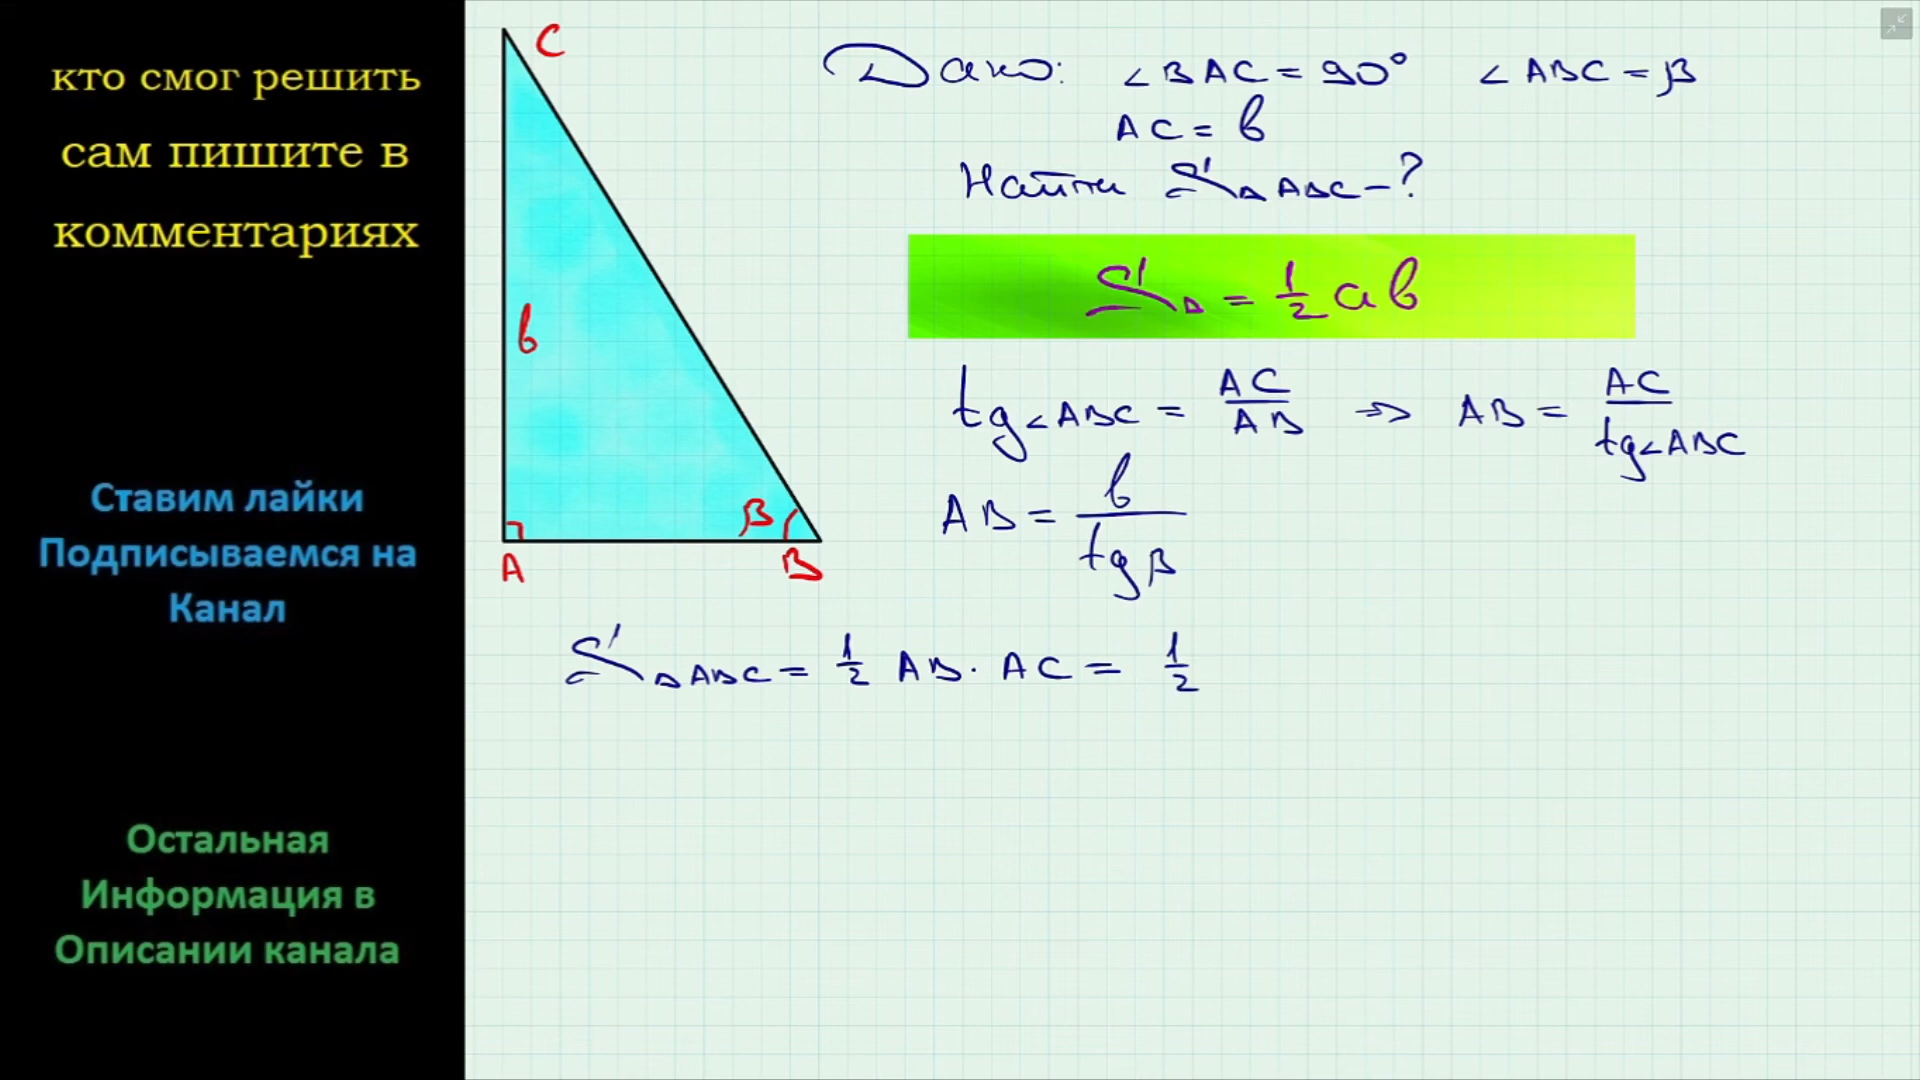 кто смог решить
сам пишите в
комментариях
Ставим лайки
Подписываемся на
Канал
Остальная
Информация в
Описании канала
C
b
β
A
B
Дано: ∠BAC = 90° ∠ABC = β
AC = b
Найти S△ABC - ?
S△ = 1/2 ab
tg∠ABC = AC/AB => AB = AC/tg∠ABC
AB = b/tgβ
S△ABC = 1/2 AB · AC = 1/2